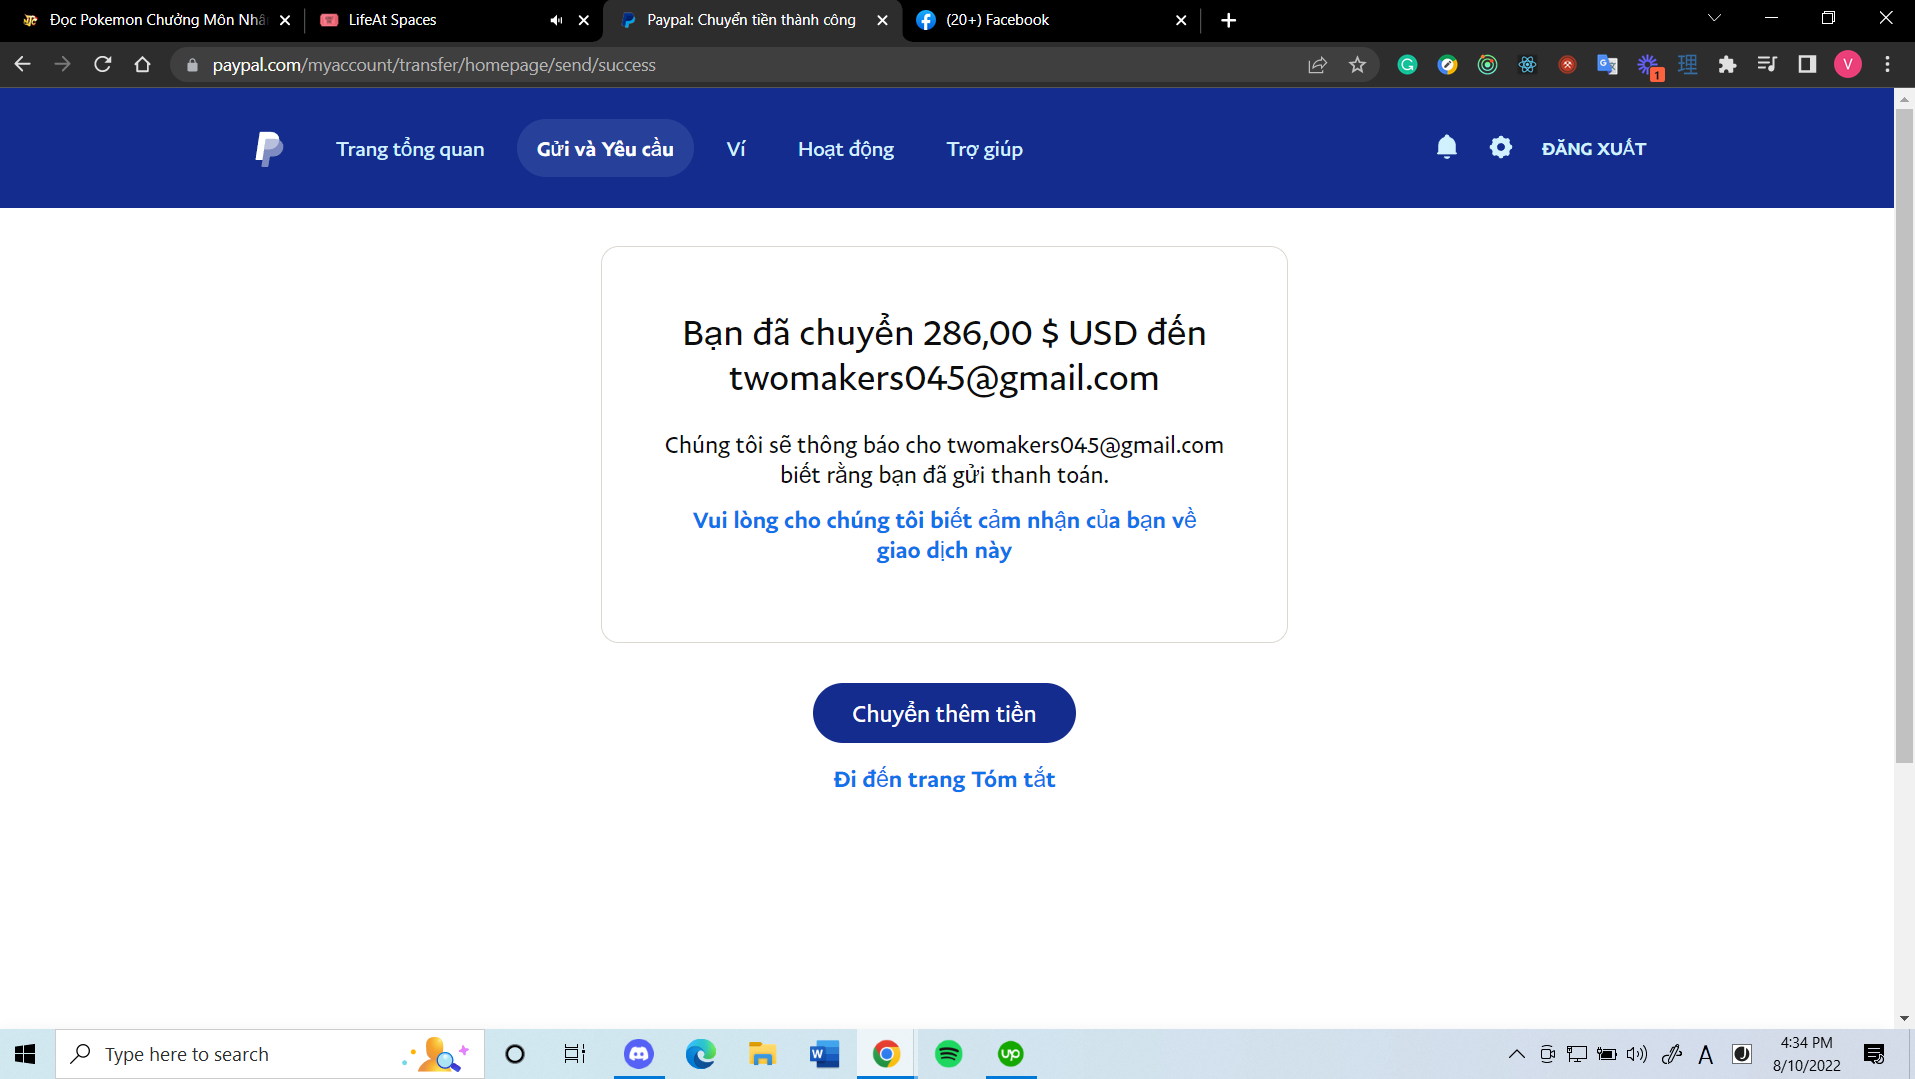 Đọc Pokemon Chưởng Môn Nhân
LifeAt Spaces
Paypal: Chuyển tiền thành công
(20+) Facebook
paypal.com/myaccount/transfer/homepage/send/success
1
V
Trang tổng quan
Gửi và Yêu cầu
Ví
Hoạt động
Trợ giúp
ĐĂNG XUẤT
Bạn đã chuyển 286,00 $ USD đến
twomakers045@gmail.com
Chúng tôi sẽ thông báo cho twomakers045@gmail.com
biết rằng bạn đã gửi thanh toán.
Vui lòng cho chúng tôi biết cảm nhận của bạn về
giao dịch này
Chuyển thêm tiền
Đi đến trang Tóm tắt
Type here to search
4:34 PM
8/10/2022